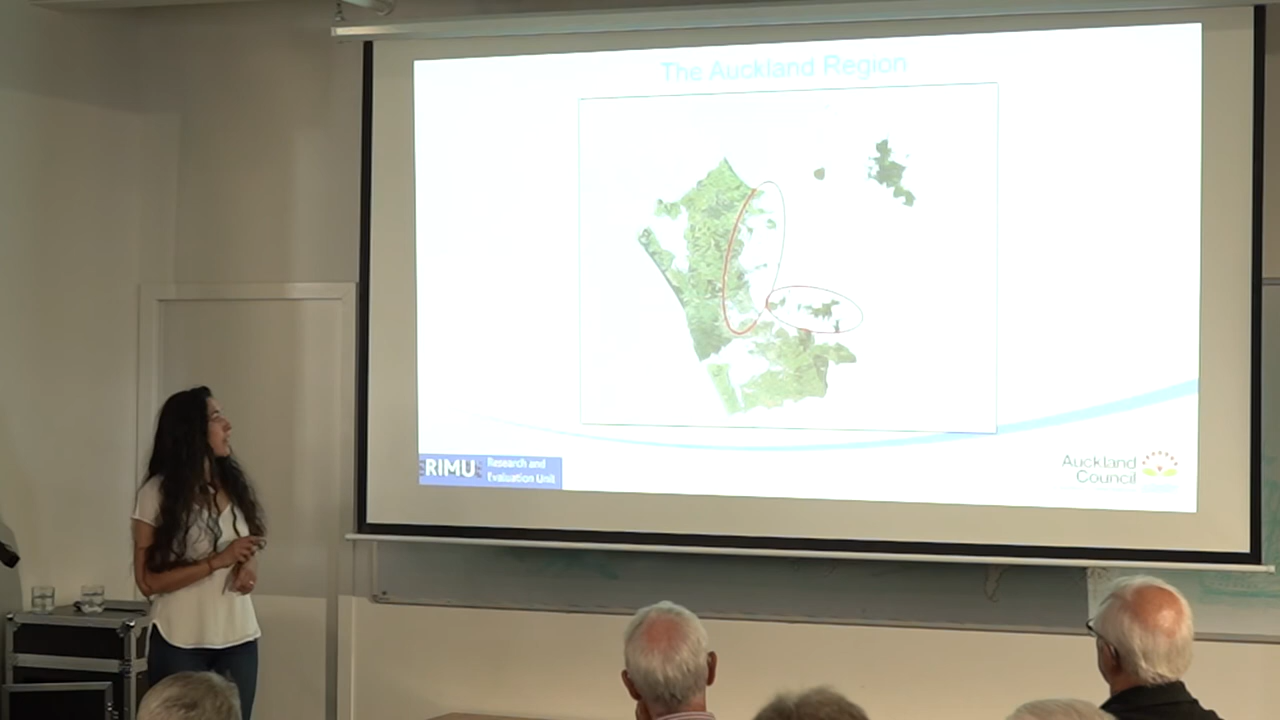 The Auckland Region
RIMU
Research and
Evaluation Unit
Auckland
Council